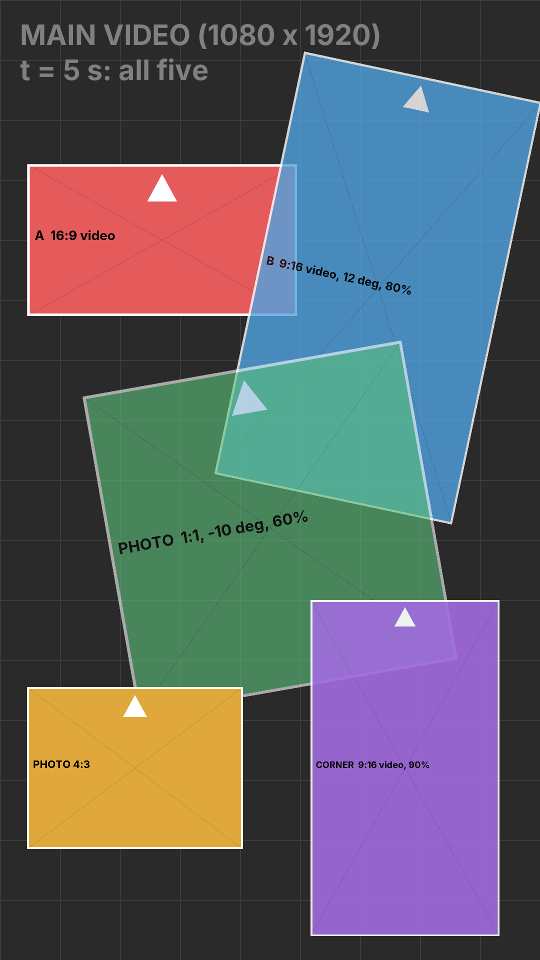 MAIN VIDEO (1080 x 1920)
t = 5 s: all five
A 16:9 video
B 9:16 video, 12 deg, 80%
PHOTO 1:1, -10 deg, 60%
PHOTO 4:3
CORNER 9:16 video, 90%